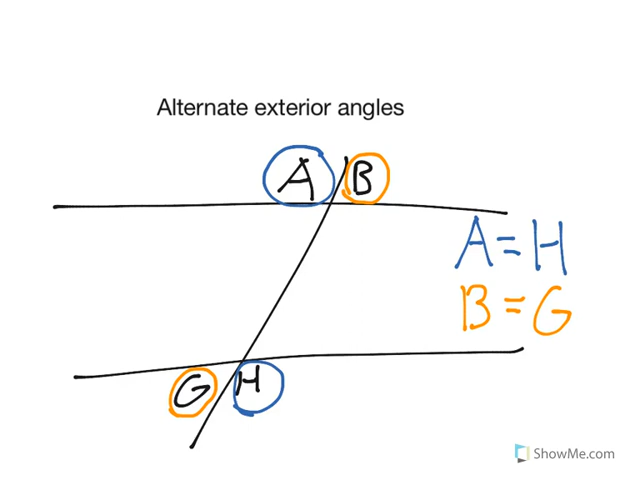 Alternate exterior angles
A B
A=H
B=G
G H
ShowMe.com